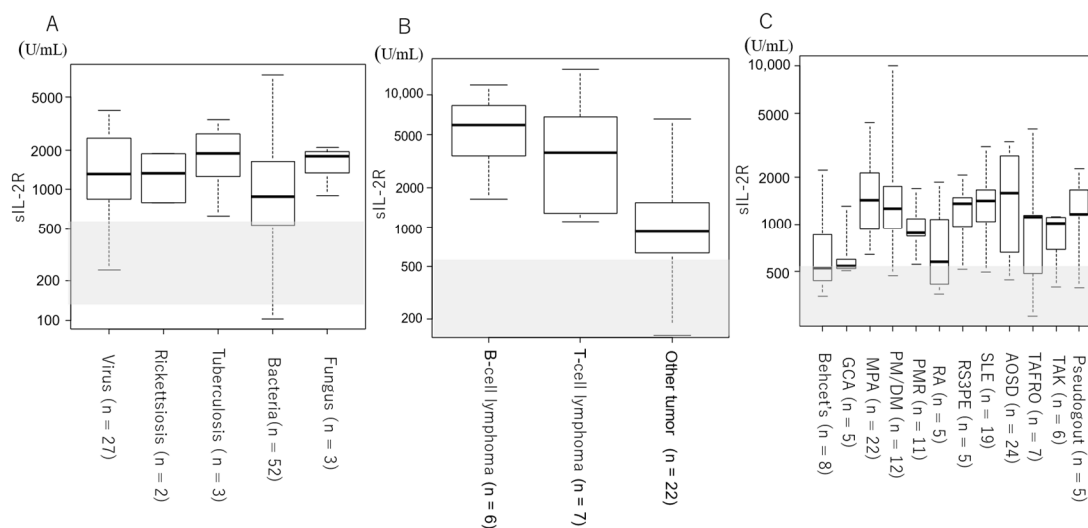 A
(U/mL)
sIL-2R
5000
2000
1000
500
200
100
Virus (n = 27)
Rickettsiosis (n = 2)
Tuberculosis (n = 3)
Bacteria(n = 52)
Fungus (n = 3)
B
(U/mL)
sIL-2R
10,000
5000
2000
1000
500
200
B-cell lymphoma (n = 6)
T-cell lymphoma (n = 7)
Other tumor (n = 22)
C
(U/mL)
sIL-2R
10,000
5000
2000
1000
500
Behcet's (n = 8)
GCA (n = 5)
MPA (n = 22)
PM/DM (n = 12)
PMR (n = 11)
RA (n = 5)
RS3PE (n = 5)
SLE (n = 19)
AOSD (n = 24)
TAFRO (n = 7)
TAK (n = 6)
Pseudogout (n = 5)